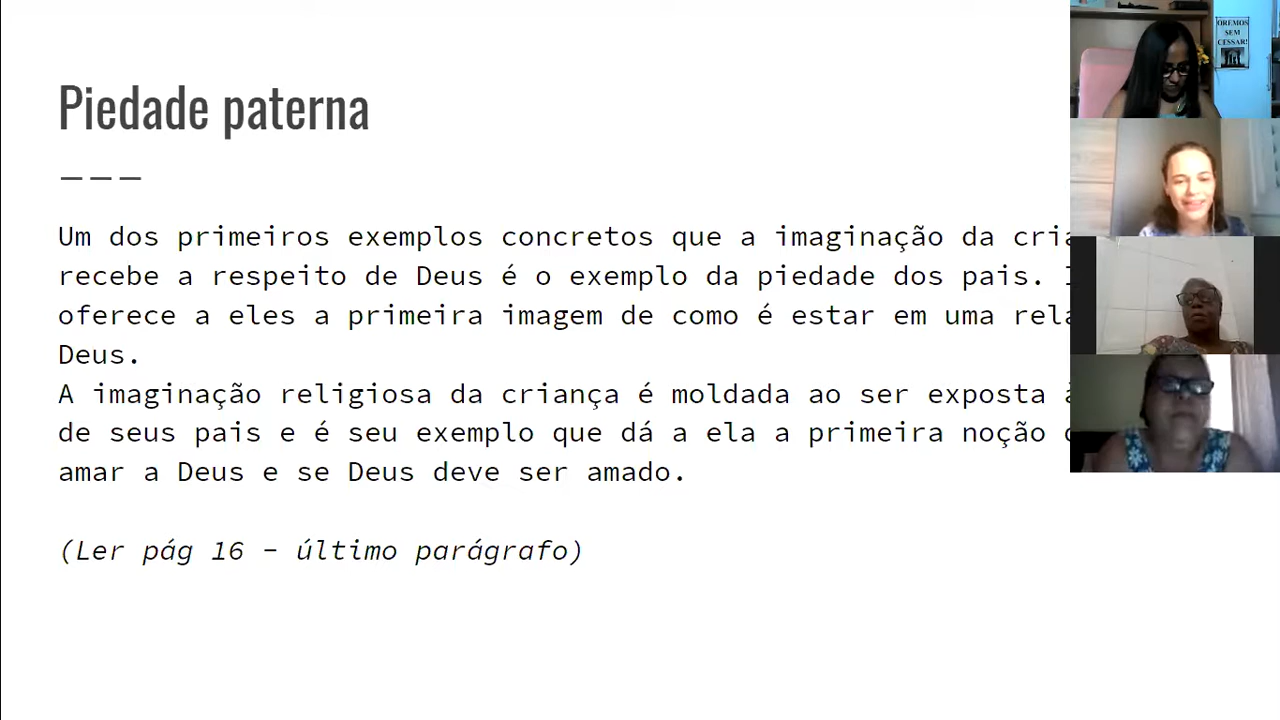 Piedade paterna
Um dos primeiros exemplos concretos que a imaginação da
recebe a respeito de Deus é o exemplo da piedade dos pais.
oferece a eles a primeira imagem de como é estar em uma
Deus.
A imaginação religiosa da criança é moldada ao ser exposta
de seus pais e é seu exemplo que dá a ela a primeira noção
amar a Deus e se Deus deve ser amado.
(Ler pág 16 - último parágrafo)
OREMOS
SEM
CESSAR!